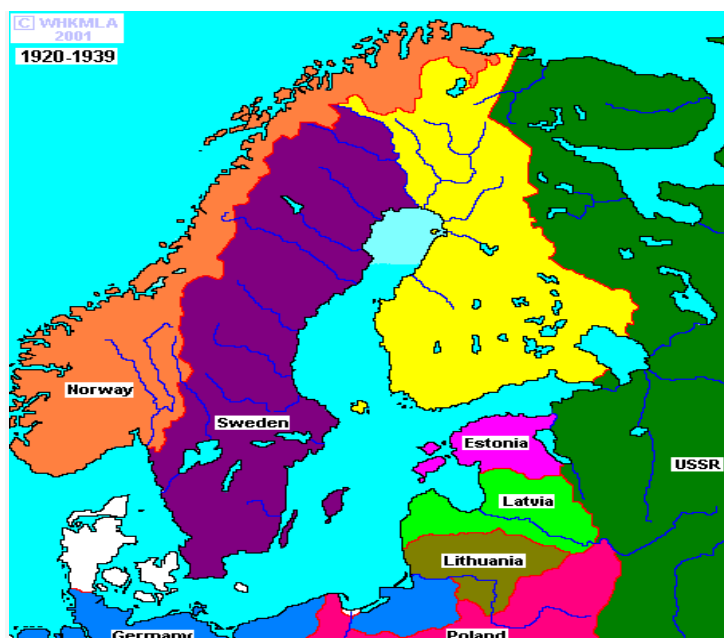 © WHKMLA
2001
1920-1939
Norway
Sweden
Estonia
USSR
Latvia
Lithuania
Germany
Poland